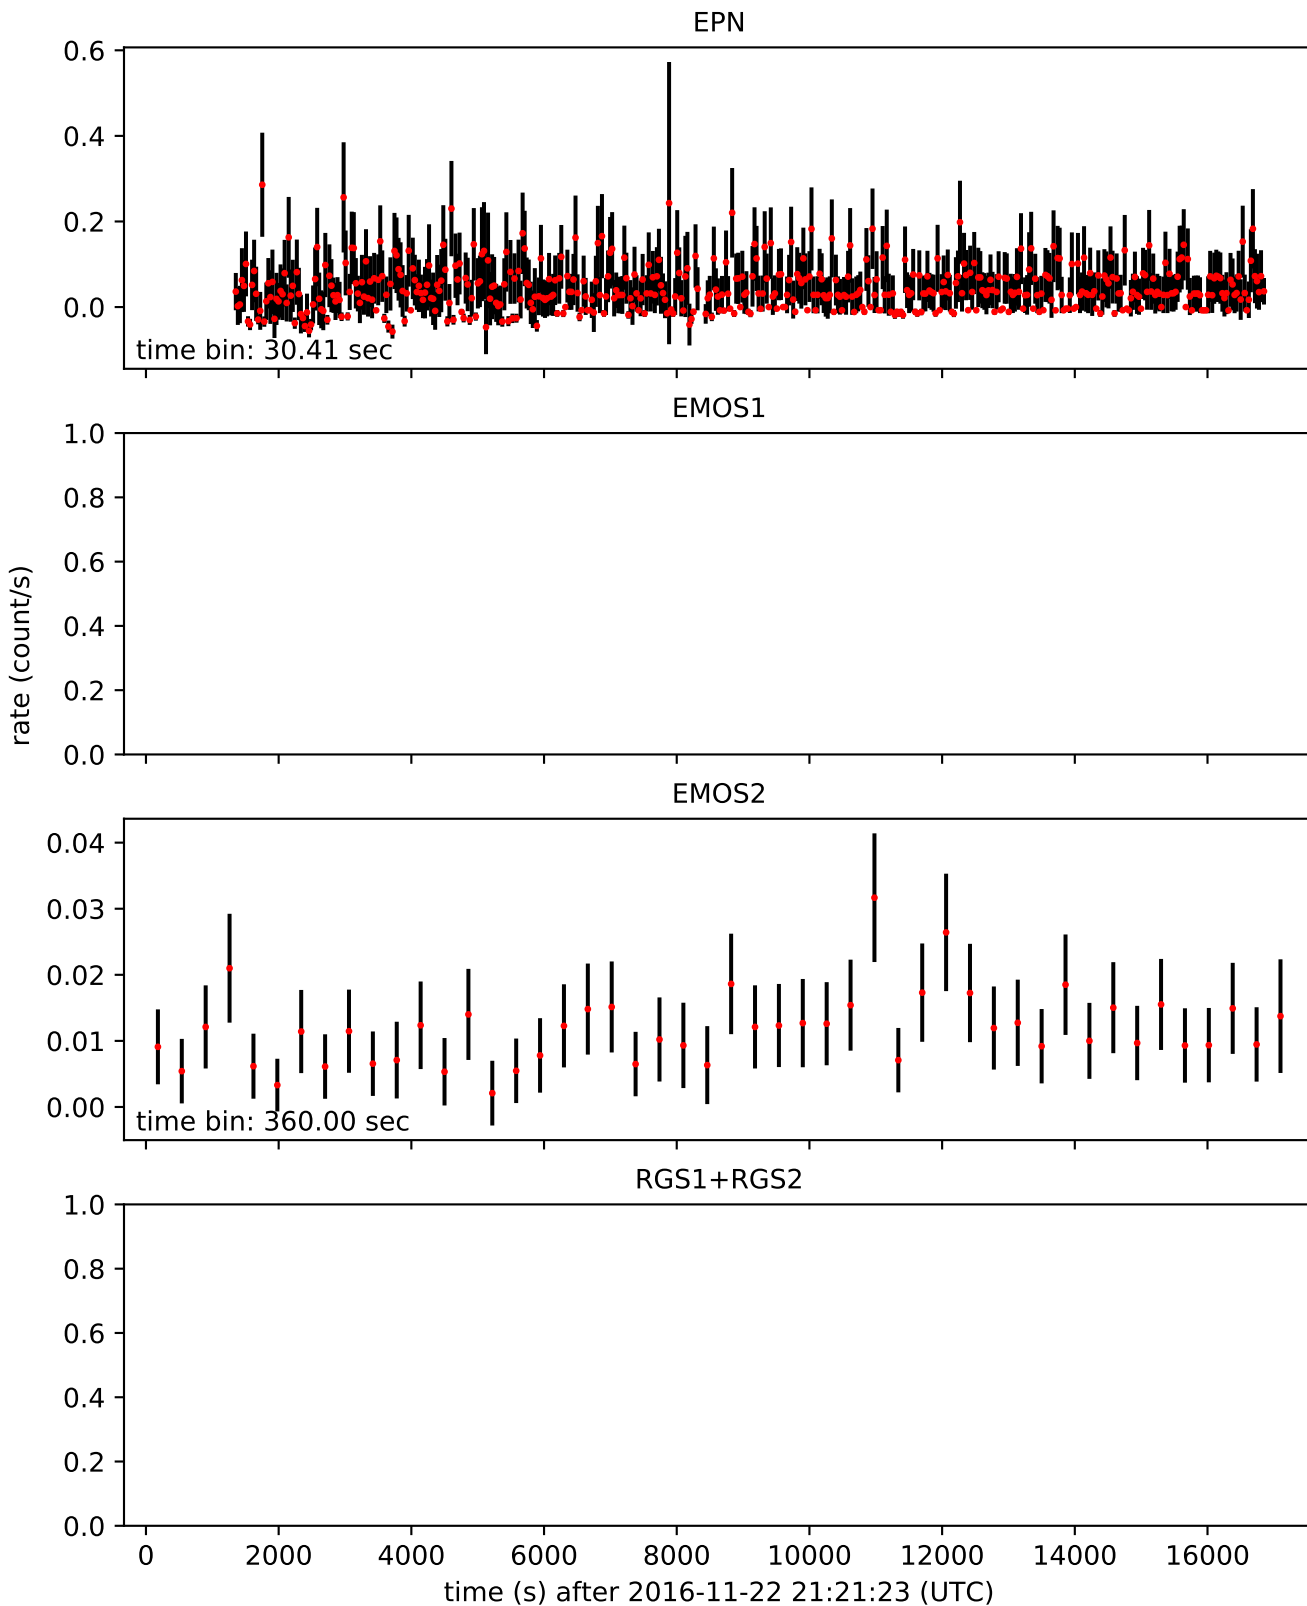 EPN
0.6
0.4
0.2
0.0
time bin: 30.41 sec
EMOS1
1.0
0.8
0.6
0.4
0.2
0.0
rate (count/s)
EMOS2
0.04
0.03
0.02
0.01
0.00
time bin: 360.00 sec
RGS1+RGS2
1.0
0.8
0.6
0.4
0.2
0.0
0 2000 4000 6000 8000 10000 12000 14000 16000
time (s) after 2016-11-22 21:21:23 (UTC)